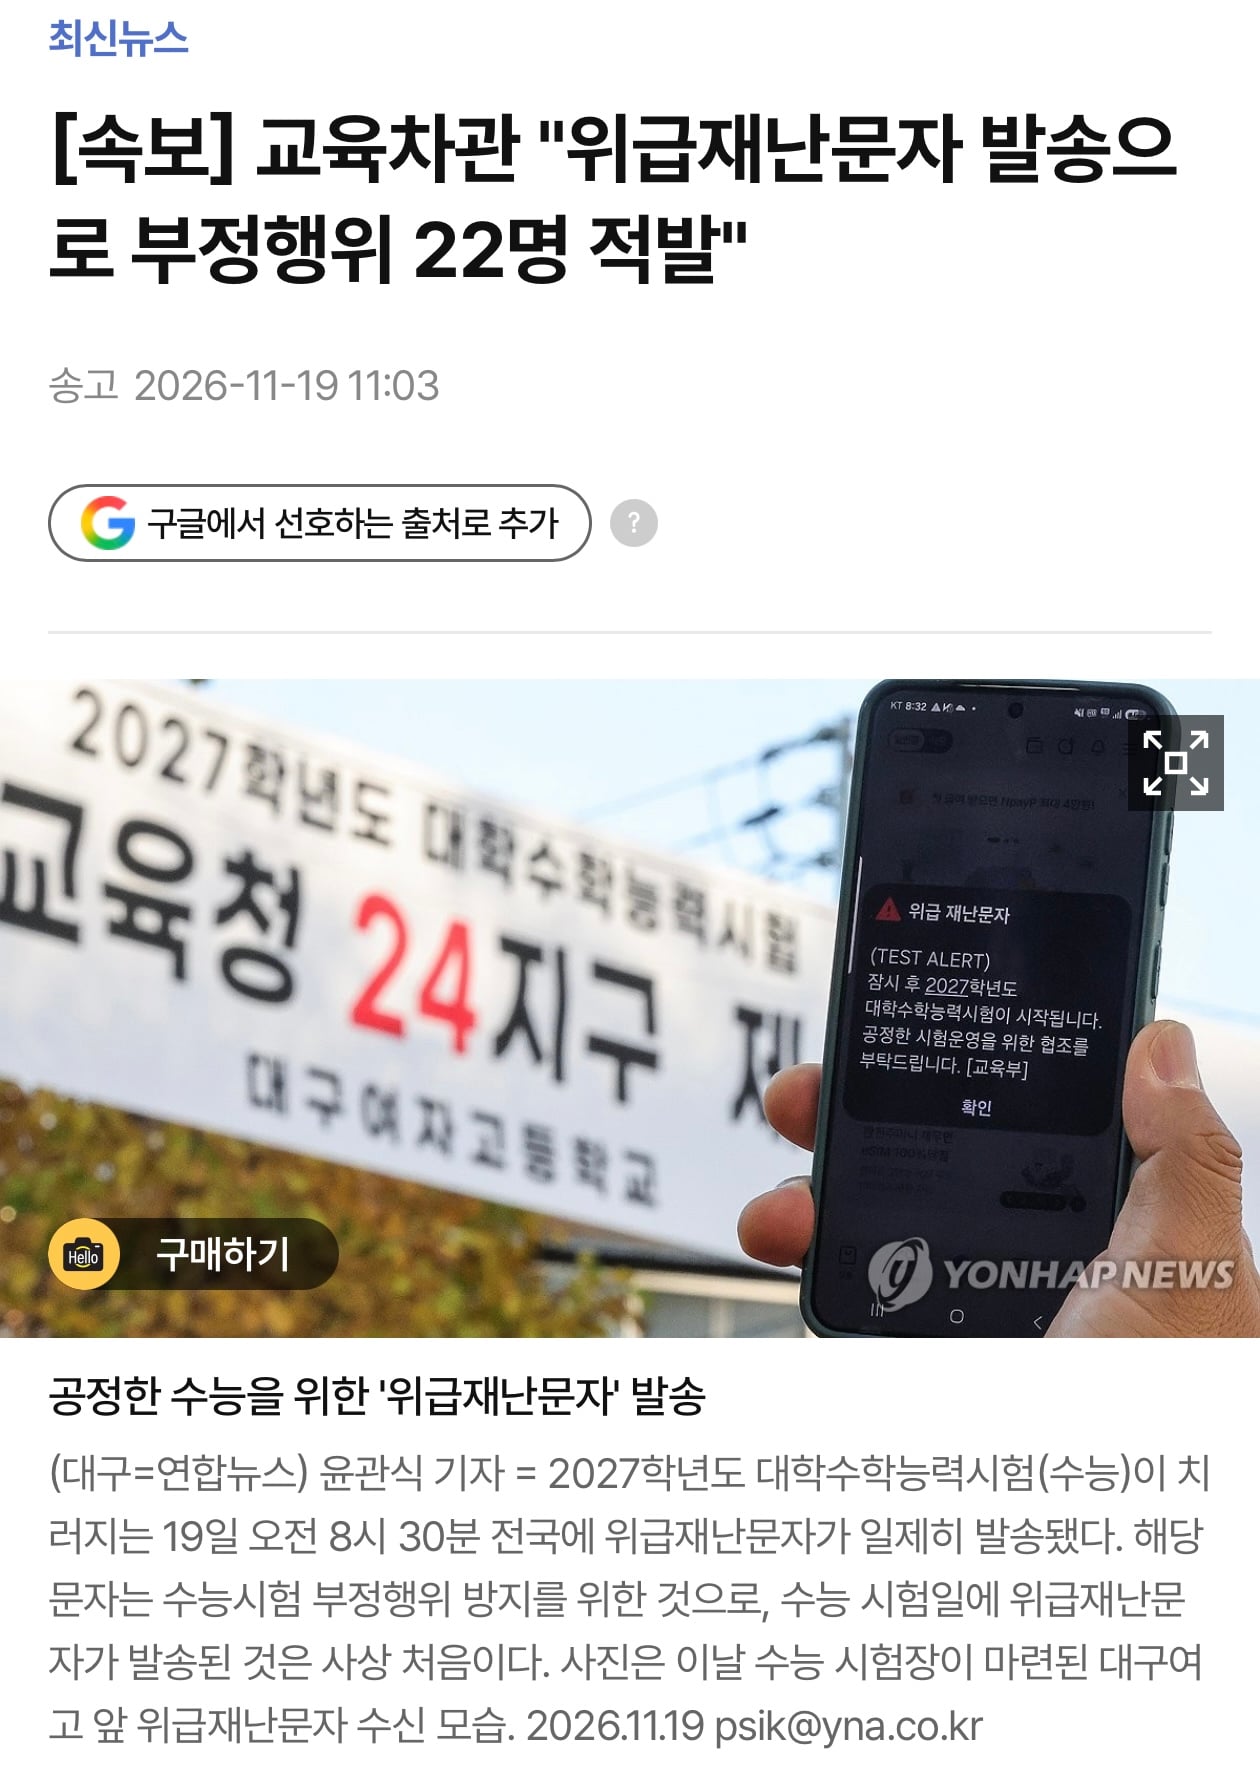 최신뉴스
[속보] 교육차관 "위급재난문자 발송으
로 부정행위 22명 적발"
송고 2026-11-19 11:03
구글에서 선호하는 출처로 추가
?
2027학년도 대학수학능력시험
교육청 24지구 제
대구여자고등학교
KT 8:32
위급 재난문자
(TEST ALERT)
잠시 후 2027학년도
대학수학능력시험이 시작됩니다.
공정한 시험운영을 위한 협조를
부탁드립니다. [교육부]
확인
Hello
구매하기
YONHAP NEWS
공정한 수능을 위한 '위급재난문자' 발송
(대구=연합뉴스) 윤관식 기자 = 2027학년도 대학수학능력시험(수능)이 치
러지는 19일 오전 8시 30분 전국에 위급재난문자가 일제히 발송됐다. 해당
문자는 수능시험 부정행위 방지를 위한 것으로, 수능 시험일에 위급재난문
자가 발송된 것은 사상 처음이다. 사진은 이날 수능 시험장이 마련된 대구여
고 앞 위급재난문자 수신 모습. 2026.11.19 psik@yna.co.kr